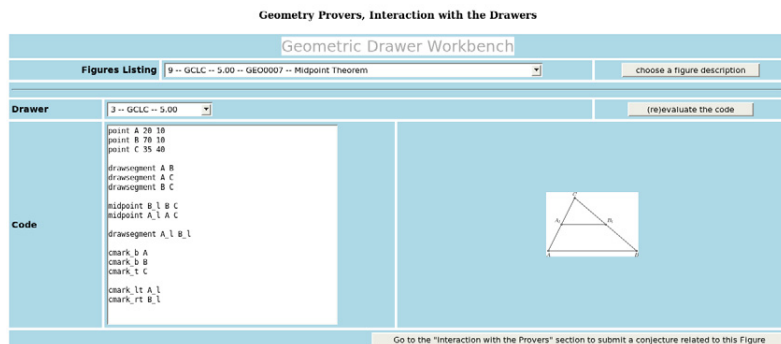 Geometry Provers, Interaction with the Drawers
Geometric Drawer Workbench
Figures Listing 9 -- GCLC -- 5.00 -- GEO0007 -- Midpoint Theorem choose a figure description
Drawer 3 -- GCLC -- 5.00 (re)evaluate the code
Code
point A 20 10
point B 70 10
point C 35 40
drawsegment A B
drawsegment A C
drawsegment B C
midpoint B_l B C
midpoint A_l A C
drawsegment A_l B_l
cmark_b A
cmark_b B
cmark_t C
cmark_lt A_l
cmark_rt B_l
C
A
B
Go to the "Interaction with the Provers" section to submit a conjecture related to this Figure